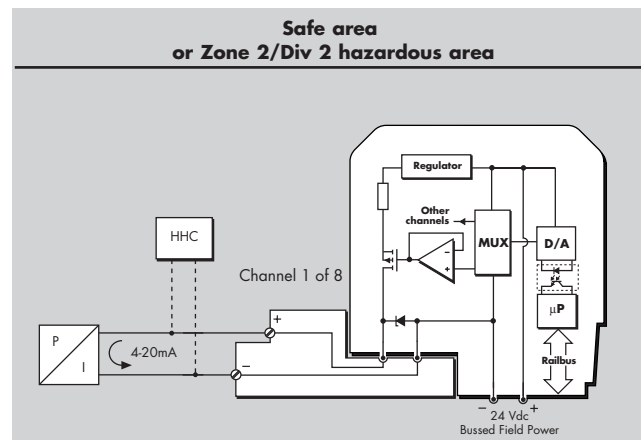 Safe area
or Zone 2/Div 2 hazardous area
Regulator
Other
channels
MUX
D/A
HHC
Channel 1 of 8
−
+
µP
+
P
I
4-20mA
−
Railbus
− 24 Vdc +
Bussed Field Power